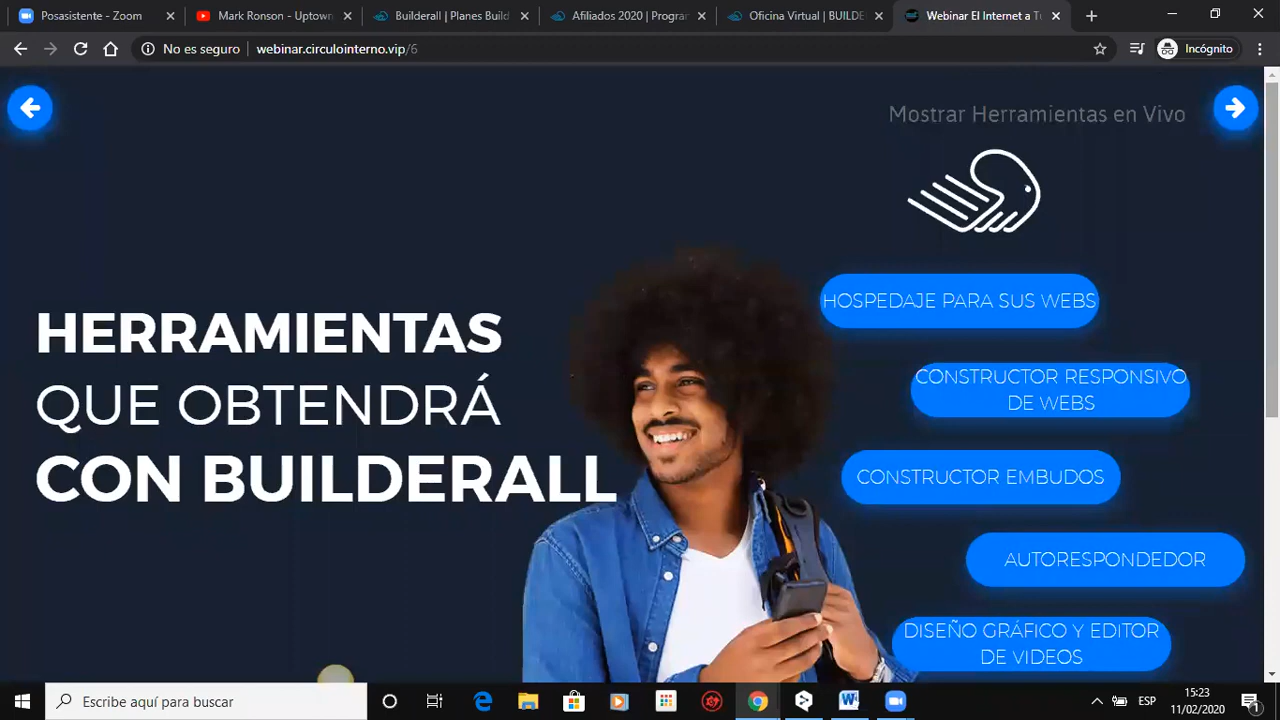 Posasistente - Zoom
Mark Ronson - Uptown
Builderall | Planes Build
Afiliados 2020 | Progran
Oficina Virtual | BUILDE
Webinar El Internet a T
No es seguro
webinar.circulointerno.vip/6
Incógnito
Mostrar Herramientas en Vivo
HERRAMIENTAS
QUE OBTENDRÁ
CON BUILDERALL
HOSPEDAJE PARA SUS WEBS
CONSTRUCTOR RESPONSIVO
DE WEBS
CONSTRUCTOR EMBUDOS
AUTORESPONDEDOR
DISEÑO GRÁFICO Y EDITOR
DE VIDEOS
Escribe aquí para buscar
ESP
15:23
11/02/2020